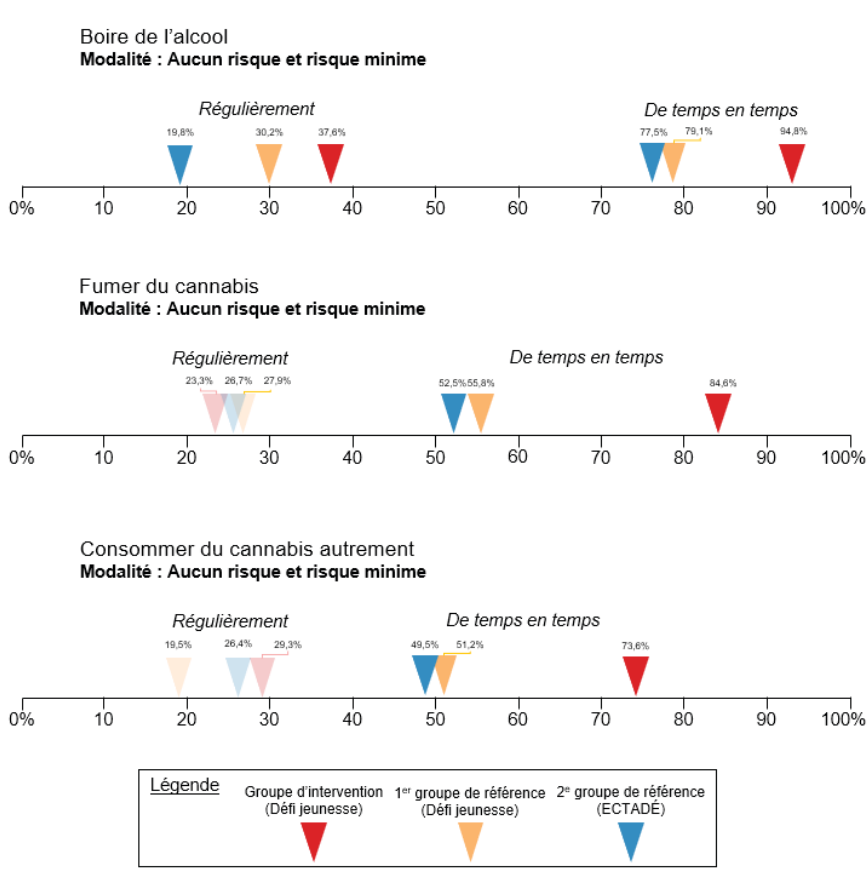 Boire de l'alcool
Modalité : Aucun risque et risque minime
Régulièrement
De temps en temps
19,8%
30,2%
37,6%
77,5%
79,1%
94,8%
0% 10 20 30 40 50 60 70 80 90 100%
Fumer du cannabis
Modalité : Aucun risque et risque minime
Régulièrement
De temps en temps
23,3%
26,7%
27,9%
52,5%
55,8%
84,6%
0% 10 20 30 40 50 60 70 80 90 100%
Consommer du cannabis autrement
Modalité : Aucun risque et risque minime
Régulièrement
De temps en temps
19,5%
26,4%
29,3%
49,5%
51,2%
73,6%
0% 10 20 30 40 50 60 70 80 90 100%
Légende
Groupe d'intervention
(Défi jeunesse)
1er groupe de référence
(Défi jeunesse)
2e groupe de référence
(ECTADÉ)